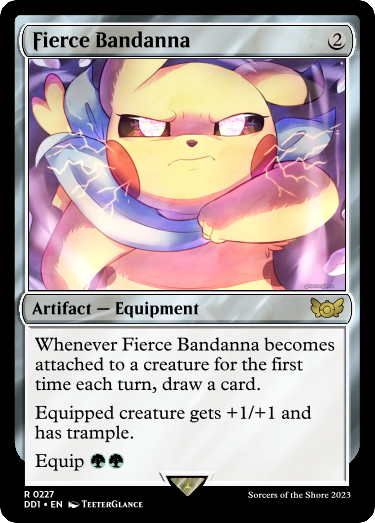 Fierce Bandanna 2
Artifact — Equipment
Whenever Fierce Bandanna becomes
attached to a creature for the first
time each turn, draw a card.
Equipped creature gets +1/+1 and
has trample.
Equip
R 0227
DD1 • EN TeeterGlance
Sorcers of the Shore 2023